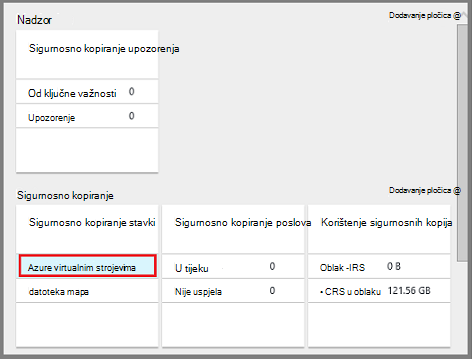 Nadzor
Dodavanje pločica @
Sigurnosno kopiranje upozorenja
Od ključne važnosti 0
Upozorenje 0
Sigurnosno kopiranje
Dodavanje pločica @
Sigurnosno kopiranje stavki
Sigurnosno kopiranje poslova
Korištenje sigurnosnih kopija
Azure virtualnim strojevima
U tijeku 0
Oblak -IRS 0 B
datoteka mapa
Nije uspjela 0
• CRS u oblaku 121.56 GB